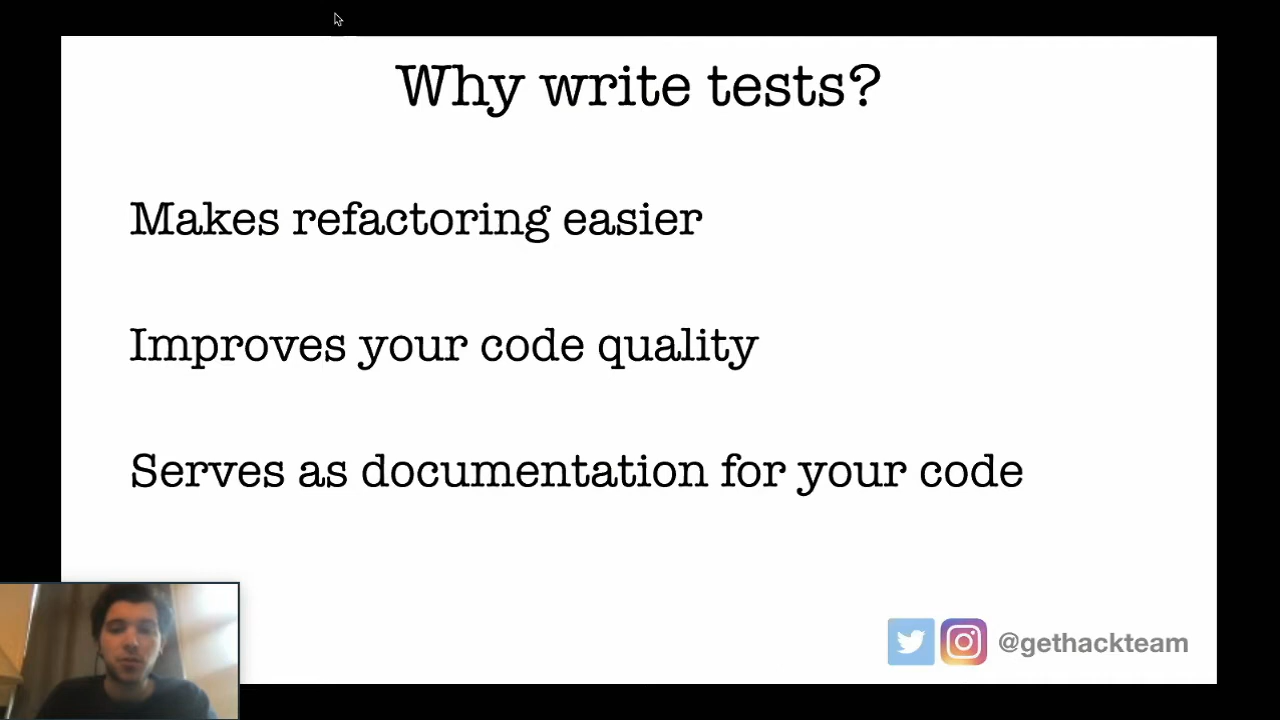 Why write tests?
Makes refactoring easier
Improves your code quality
Serves as documentation for your code
@gethackteam